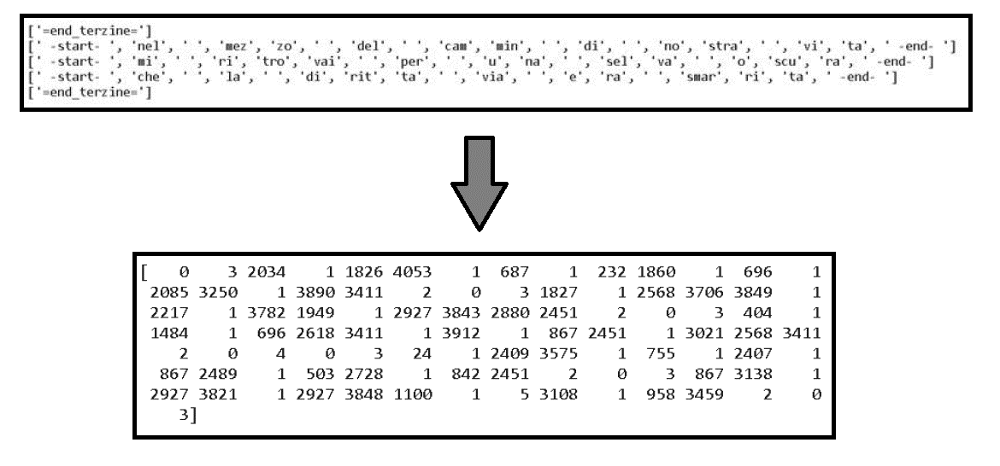 ['=end_terzine=']
[' -start- ', 'nel', ' ', 'mez', 'zo', ' ', 'del', ' ', 'cam', 'min', ' ', 'di', ' ', 'no', 'stra', ' ', 'vi', 'ta', ' -end- ']
[' -start- ', 'mi', ' ', 'ri', 'tro', 'vai', ' ', 'per', ' ', 'u', 'na', ' ', 'sel', 'va', ' ', 'o', 'scu', 'ra', ' -end- ']
[' -start- ', 'che', ' ', 'la', ' ', 'di', 'rit', 'ta', ' ', 'via', ' ', 'e', 'ra', ' ', 'smar', 'ri', 'ta', ' -end- ']
['=end_terzine=']
[ 0 3 2034 1 1826 4053 1 687 1 232 1860 1 696 1
2085 3250 1 3890 3411 2 0 3 1827 1 2568 3706 3849 1
2217 1 3782 1949 1 2927 3843 2880 2451 2 0 3 404 1
1484 1 696 2618 3411 1 3912 1 867 2451 1 3021 2568 3411
2 0 4 0 3 24 1 2409 3575 1 755 1 2407 1
867 2489 1 503 2728 1 842 2451 2 0 3 867 3138 1
2927 3821 1 2927 3848 1100 1 5 3108 1 958 3459 2 0
3]